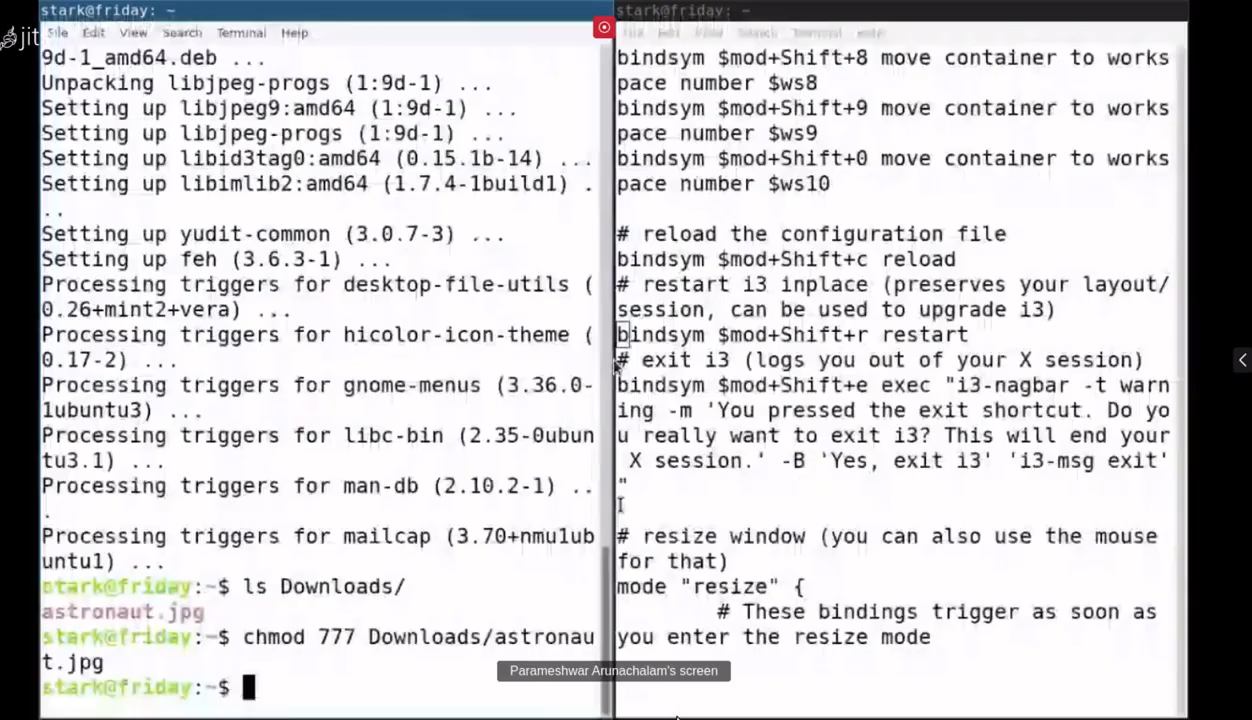 stark@friday: ~
File Edit View Search Terminal Help
jit
9d-1_amd64.deb ...
Unpacking libjpeg-progs (1:9d-1) ...
Setting up libjpeg9:amd64 (1:9d-1) ...
Setting up libjpeg-progs (1:9d-1) ...
Setting up libid3tag0:amd64 (0.15.1b-14) ...
Setting up libimlib2:amd64 (1.7.4-1build1) .
..
Setting up yudit-common (3.0.7-3) ...
Setting up feh (3.6.3-1) ...
Processing triggers for desktop-file-utils (
0.26+mint2+vera) ...
Processing triggers for hicolor-icon-theme (
0.17-2) ...
Processing triggers for gnome-menus (3.36.0-
1ubuntu3) ...
Processing triggers for libc-bin (2.35-0ubun
tu3.1) ...
Processing triggers for man-db (2.10.2-1) ..
.
Processing triggers for mailcap (3.70+nmu1ub
untu1) ...
stark@friday:~$ ls Downloads/
astronaut.jpg
stark@friday:~$ chmod 777 Downloads/astronau
t.jpg
stark@friday:~$
stark@friday: ~
File Edit View Search Terminal Help
bindsym $mod+Shift+8 move container to works
pace number $ws8
bindsym $mod+Shift+9 move container to works
pace number $ws9
bindsym $mod+Shift+0 move container to works
pace number $ws10
# reload the configuration file
bindsym $mod+Shift+c reload
# restart i3 inplace (preserves your layout/
session, can be used to upgrade i3)
bindsym $mod+Shift+r restart
# exit i3 (logs you out of your X session)
bindsym $mod+Shift+e exec "i3-nagbar -t warn
ing -m 'You pressed the exit shortcut. Do yo
u really want to exit i3? This will end your
 X session.' -B 'Yes, exit i3' 'i3-msg exit'
"
# resize window (you can also use the mouse
for that)
mode "resize" {
# These bindings trigger as soon as
you enter the resize mode
Parameshwar Arunachalam's screen